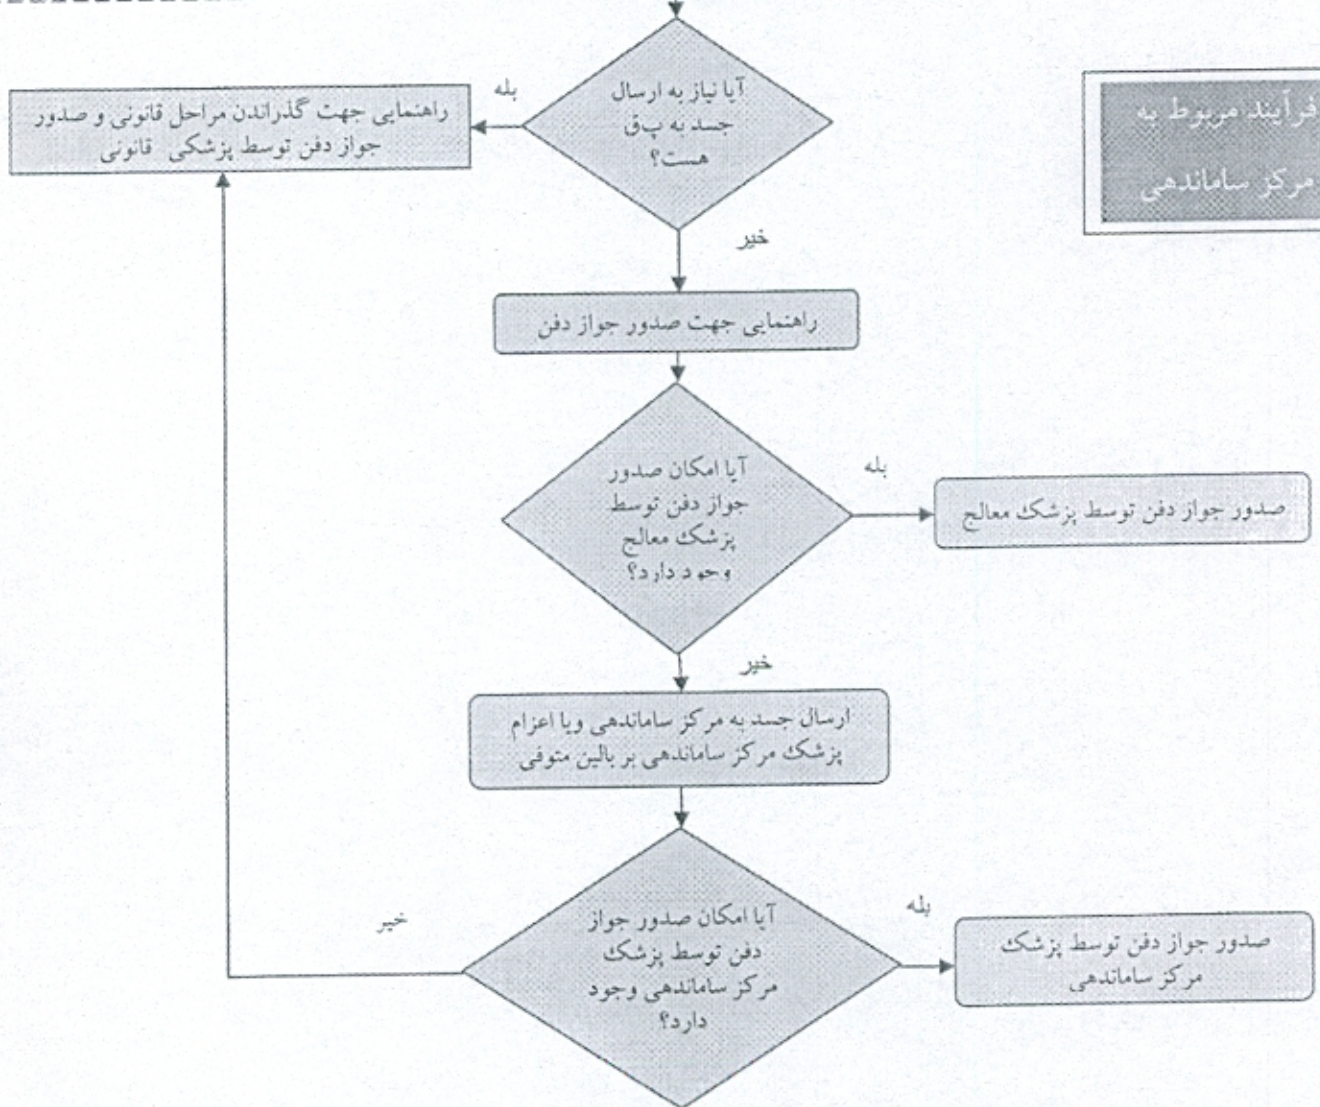 آیا نیاز به ارسال
جسد به پ‌ق
هست؟
بله
راهنمایی جهت گذراندن مراحل قانونی و صدور
جواز دفن توسط پزشکی قانونی
فرآیند مربوط به
مرکز ساماندهی
خیر
راهنمایی جهت صدور جواز دفن
آیا امکان صدور
جواز دفن توسط
پزشک معالج
وجود دارد؟
بله
صدور جواز دفن توسط پزشک معالج
خیر
ارسال جسد به مرکز ساماندهی ویا اعزام
پزشک مرکز ساماندهی بر بالین متوفی
آیا امکان صدور جواز
دفن توسط پزشک
مرکز ساماندهی وجود
دارد؟
بله
صدور جواز دفن توسط پزشک
مرکز ساماندهی
خیر